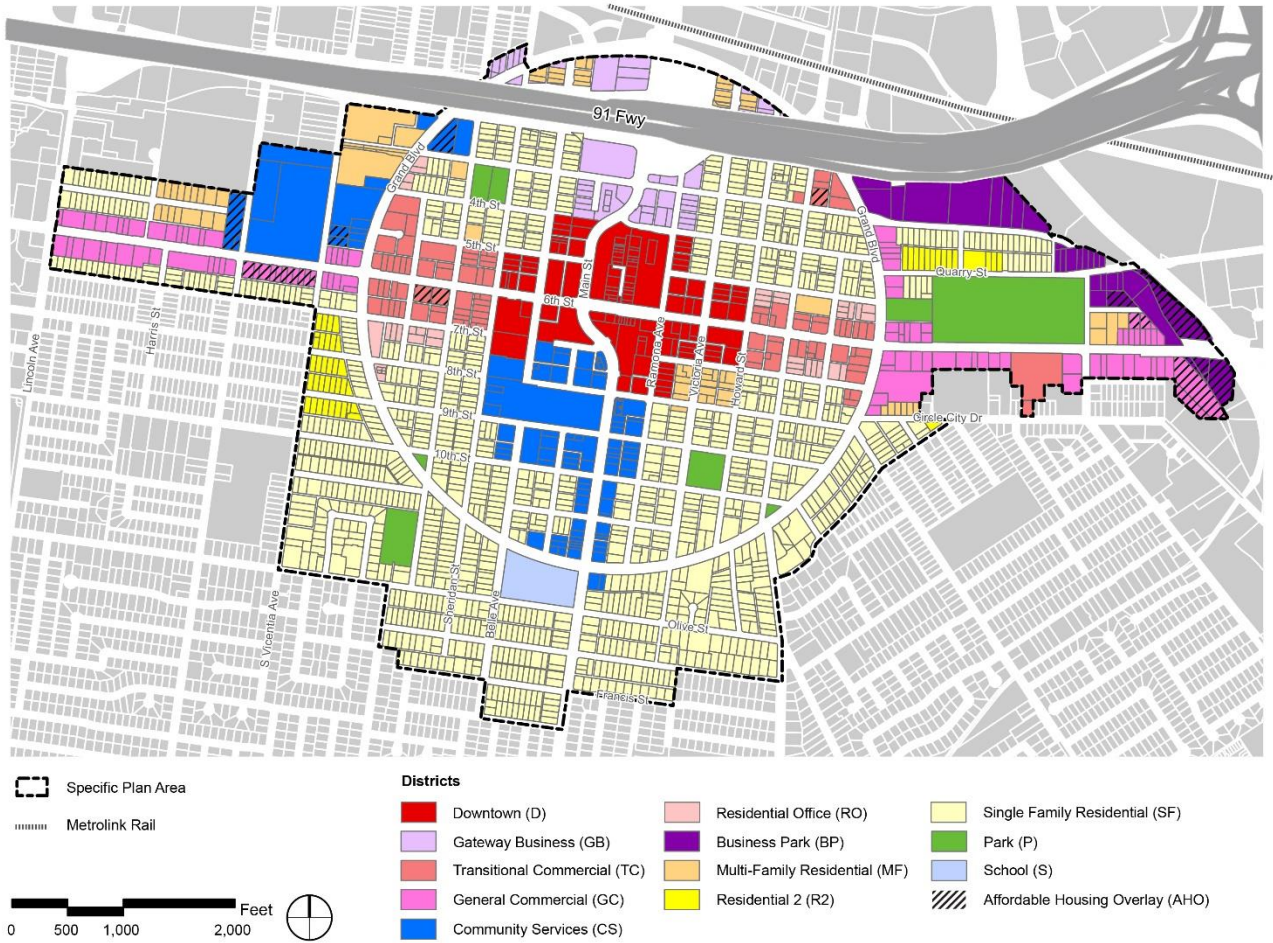 91 Fwy
Grand Blvd
4th St
5th St
Grand Blvd
Main St
Quarry St
6th St
7th St
Ramona Ave
Victoria Ave
Howard St
Lincoln Ave
Harris St
8th St
9th St
Circle City Dr
10th St
Sheridan St
Belle Ave
S Vicentia Ave
Olive St
Francis St
Specific Plan Area
Metrolink Rail
Districts
Downtown (D)
Gateway Business (GB)
Transitional Commercial (TC)
General Commercial (GC)
Community Services (CS)
Residential Office (RO)
Business Park (BP)
Multi-Family Residential (MF)
Residential 2 (R2)
Single Family Residential (SF)
Park (P)
School (S)
Affordable Housing Overlay (AHO)
Feet
0 500 1,000 2,000